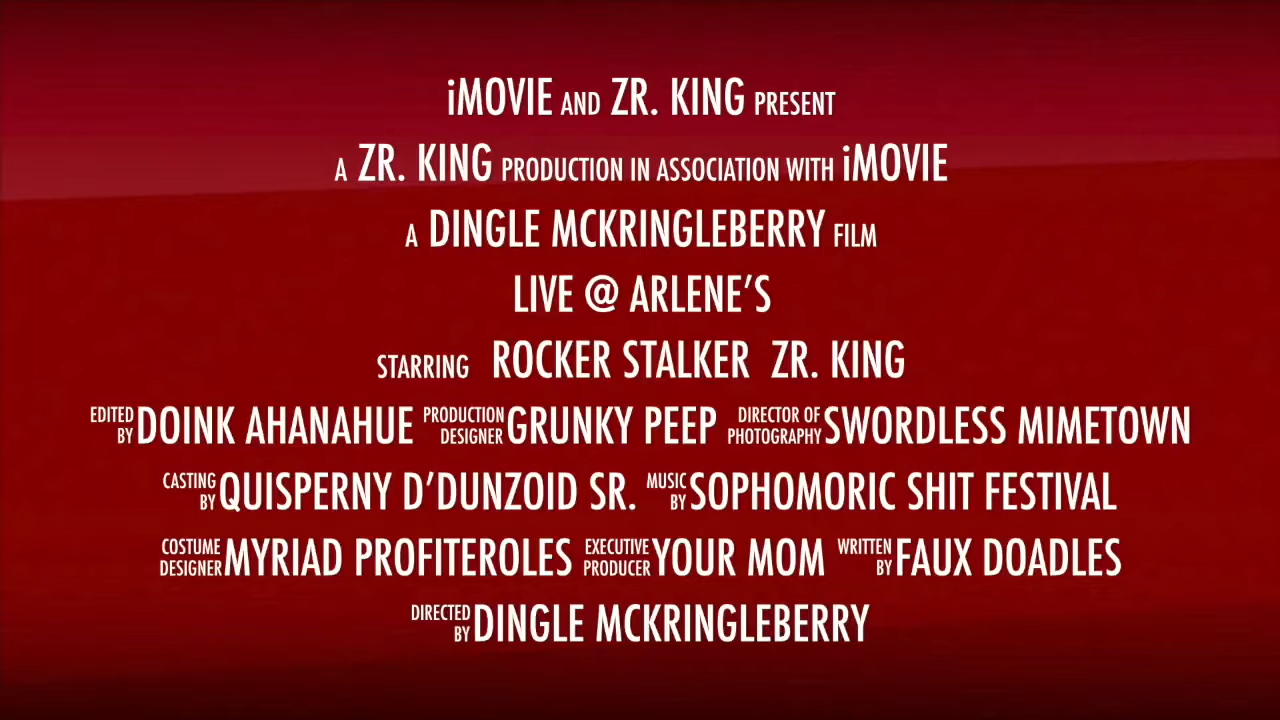 iMOVIE AND ZR. KING PRESENT
A ZR. KING PRODUCTION IN ASSOCIATION WITH iMOVIE
A DINGLE MCKRINGLEBERRY FILM
LIVE @ ARLENE'S
STARRING ROCKER STALKER ZR. KING
EDITED BY DOINK AHANAHUE PRODUCTION DESIGNER GRUNKY PEEP DIRECTOR OF PHOTOGRAPHY SWORDLESS MIMETOWN
CASTING BY QUISPERNY D'DUNZOID SR. MUSIC BY SOPHOMORIC SHIT FESTIVAL
COSTUME DESIGNER MYRIAD PROFITEROLES EXECUTIVE PRODUCER YOUR MOM WRITTEN BY FAUX DOADLES
DIRECTED BY DINGLE MCKRINGLEBERRY